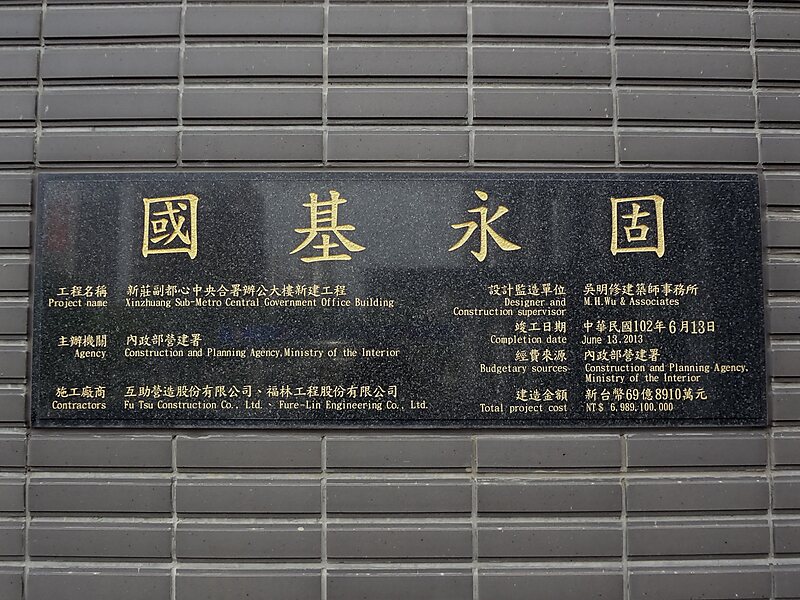 國基永固
工程名稱 新莊副都心中央合署辦公大樓新建工程
Project name Xinzhuang Sub-Metro Central Government Office Building
主辦機關 內政部營建署
Agency Construction and Planning Agency,Ministry of the Interior
施工廠商 互助營造股份有限公司、福林工程股份有限公司
Contractors Fu Tsu Construction Co., Ltd.、Fure-Lin Engineering Co., Ltd.
設計監造單位 吳明修建築師事務所
Designer and M.H.Wu & Associates
Construction supervisor
竣工日期 中華民國102年6月13日
Completion date June 13.2013
經費來源 內政部營建署
Budgetary sources Construction and Planning Agency.
Ministry of the Interior
建造金額 新台幣69億8910萬元
Total project cost NT$ 6,989,100,000